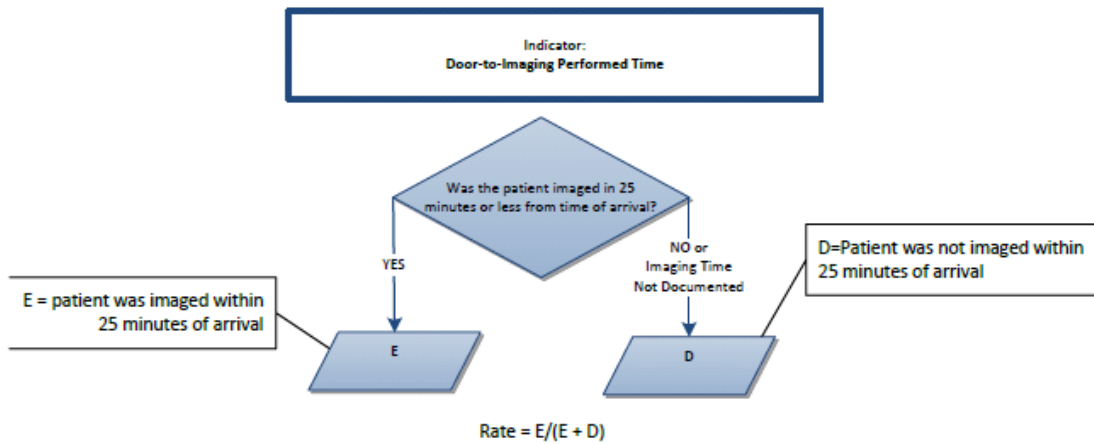 Indicator:
Door-to-Imaging Performed Time
Was the patient imaged in 25
minutes or less from time of arrival?
YES
NO or
Imaging Time
Not Documented
D=Patient was not imaged within
25 minutes of arrival
E = patient was imaged within
25 minutes of arrival
E
D
Rate = E/(E + D)